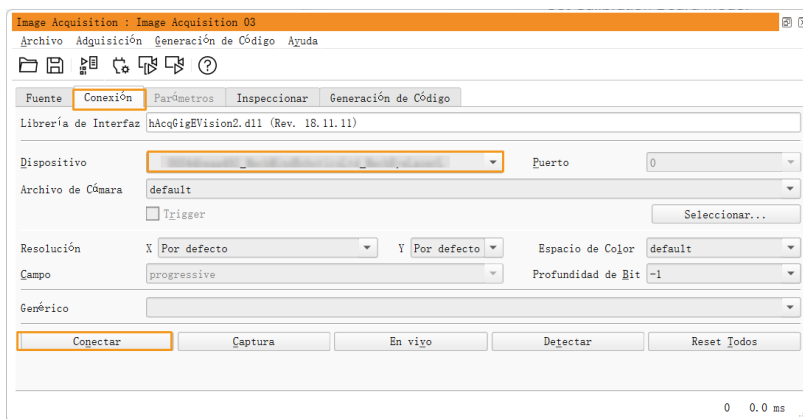 Image Acquisition : Image Acquisition 03
Archivo Adquisición Generación de Código Ayuda
Fuente Conexión Parámetros Inspeccionar Generación de Código
Librería de Interfaz hAcqGigEVision2.dll (Rev. 18.11.11)
Dispositivo Puerto 0
Archivo de Cámara default
Trigger Seleccionar...
Resolución X Por defecto Y Por defecto Espacio de Color default
Campo progressive Profundidad de Bit -1
Genérico
Conectar Captura En vivo Detectar Reset Todos
0 0.0 ms